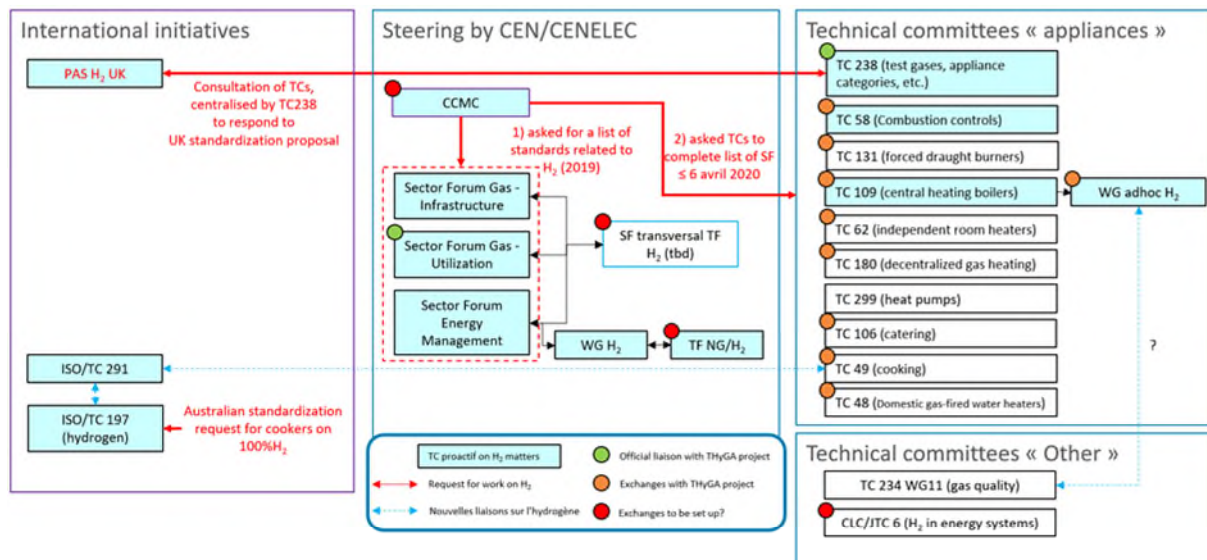 International initiatives
PAS H₂ UK
Consultation of TCs,
centralised by TC238
to respond to
UK standardization proposal
ISO/TC 291
ISO/TC 197
(hydrogen)
Australian standardization
request for cookers on
100%H₂
Steering by CEN/CENELEC
CCMC
1) asked for a list of
standards related to
H₂ (2019)
2) asked TCs to
complete list of SF
≤ 6 avril 2020
Sector Forum Gas -
Infrastructure
Sector Forum Gas -
Utilization
Sector Forum
Energy
Management
SF transversal TF
H₂ (tbd)
WG H₂
TF NG/H₂
Technical committees « appliances »
TC 238 (test gases, appliance
categories, etc.)
TC 58 (Combustion controls)
TC 131 (forced draught burners)
TC 109 (central heating boilers)
WG adhoc H₂
TC 62 (independent room heaters)
TC 180 (decentralized gas heating)
TC 299 (heat pumps)
TC 106 (catering)
TC 49 (cooking)
TC 48 (Domestic gas-fired water heaters)
?
Technical committees « Other »
TC 234 WG11 (gas quality)
CLC/JTC 6 (H₂ in energy systems)
TC proactif on H₂ matters
Official liaison with THyGA project
Request for work on H₂
Exchanges with THyGA project
Nouvelles liaisons sur l'hydrogène
Exchanges to be set up?